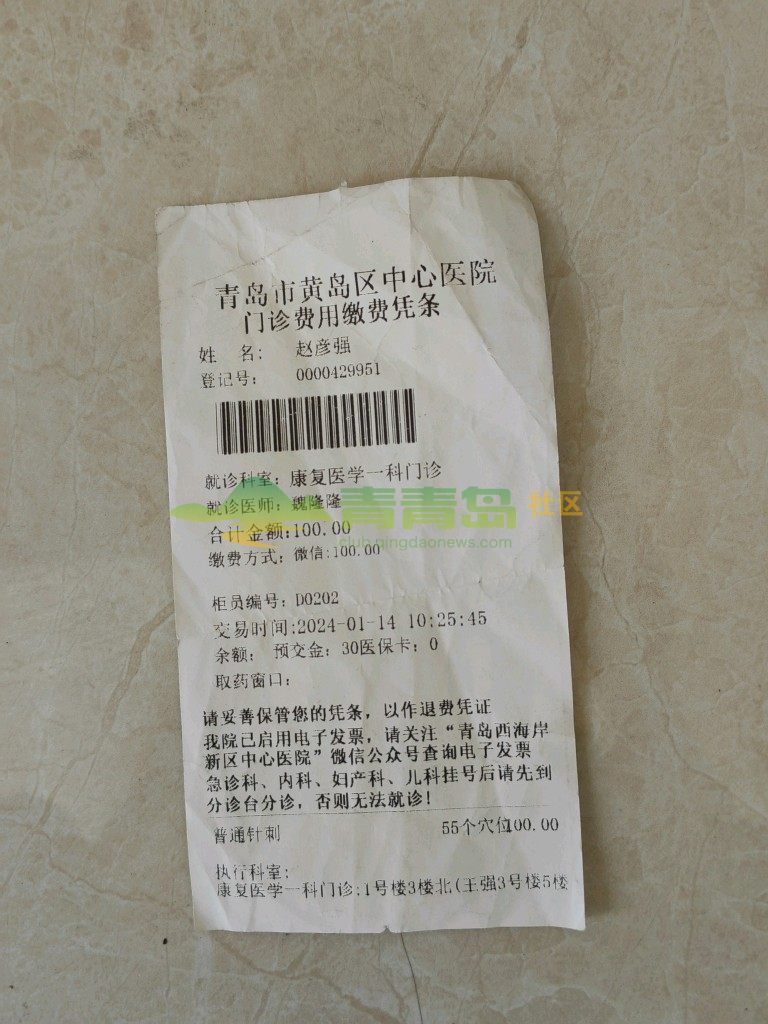 青岛市黄岛区中心医院
门诊费用缴费凭条
姓 名: 赵彦强
登记号: 0000429951
就诊科室: 康复医学一科门诊
就诊医师: 魏隆隆
青青岛社区
合计金额:100.00
club.qingdaonews.com
缴费方式: 微信:100.00
柜员编号: D0202
交易时间:2024-01-14 10:25:45
余额: 预交金: 30医保卡: 0
取药窗口:
请妥善保管您的凭条, 以作退费凭证
我院已启用电子发票, 请关注“青岛西海岸
新区中心医院”微信公众号查询电子发票
急诊科、内科、妇产科、儿科挂号后请先到
分诊台分诊, 否则无法就诊!
普通针刺 55个穴位100.00
执行科室:
康复医学一科门诊;1号楼3楼北(王强3号楼5楼